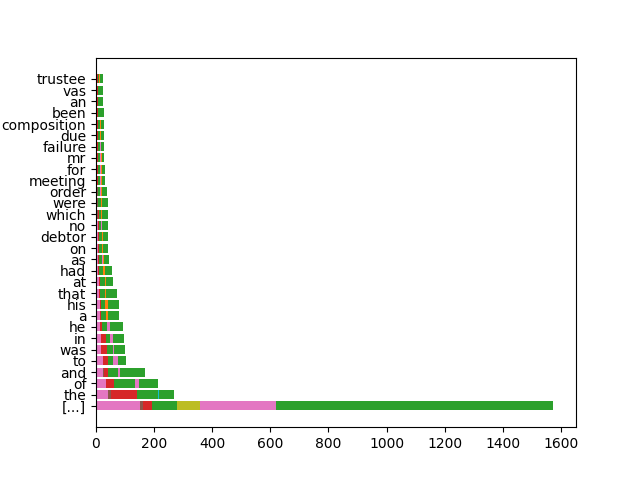 trustee
vas
an
been
composition
due
failure
mr
for
meeting
order
were
which
no
debtor
on
as
had
at
that
his
a
he
in
was
to
and
of
the
[...]
0 200 400 600 800 1000 1200 1400 1600